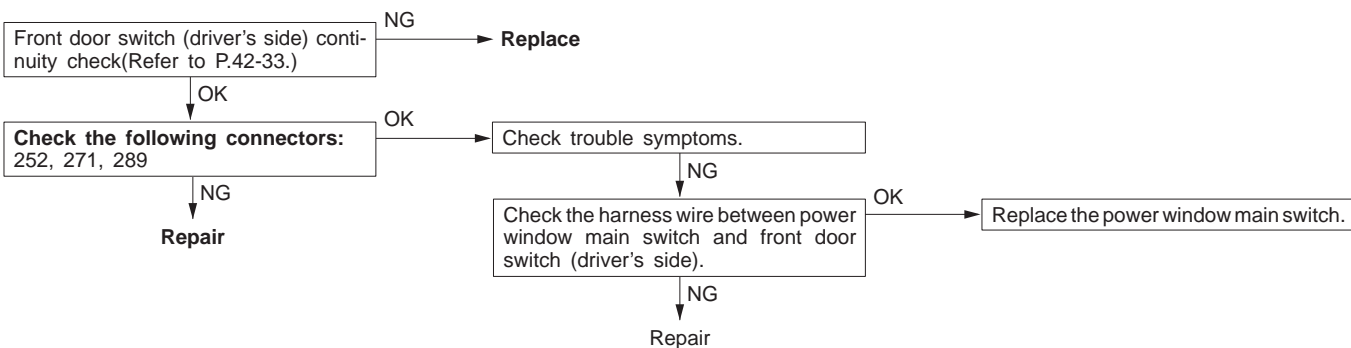 Front door switch (driver's side) conti-
nuity check(Refer to P.42-33.)
NG
Replace
OK
Check the following connectors:
252, 271, 289
OK
Check trouble symptoms.
NG
Repair
NG
Check the harness wire between power
window main switch and front door
switch (driver's side).
OK
Replace the power window main switch.
NG
Repair